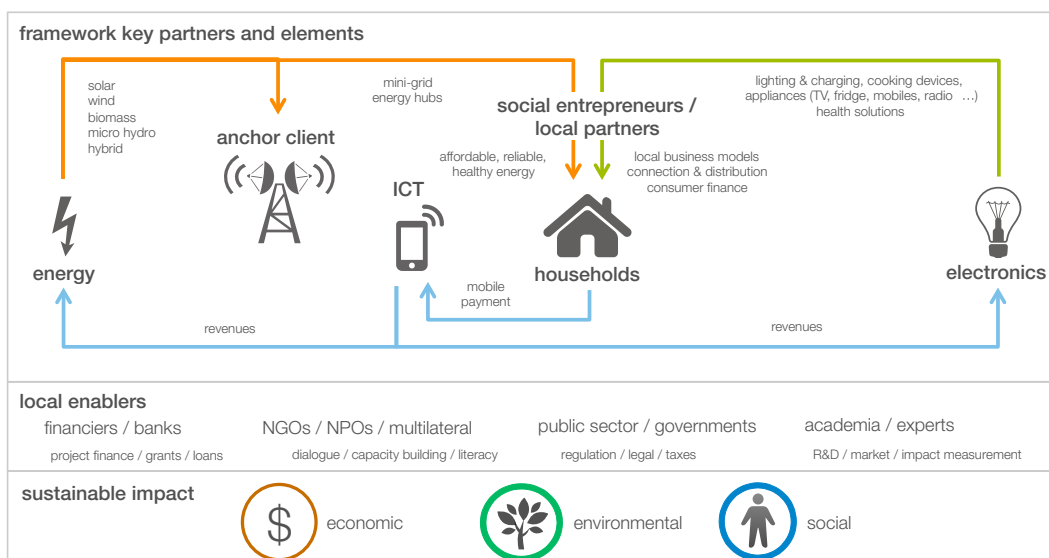 framework key partners and elements
solar
wind
biomass
micro hydro
hybrid
anchor client
mini-grid
energy hubs
social entrepreneurs /
local partners
lighting & charging, cooking devices,
appliances (TV, fridge, mobiles, radio …)
health solutions
affordable, reliable,
healthy energy
local business models
connection & distribution
consumer finance
ICT
energy
households
electronics
mobile
payment
revenues
revenues
local enablers
financiers / banks
project finance / grants / loans
NGOs / NPOs / multilateral
dialogue / capacity building / literacy
public sector / governments
regulation / legal / taxes
academia / experts
R&D / market / impact measurement
sustainable impact
$
economic
environmental
social